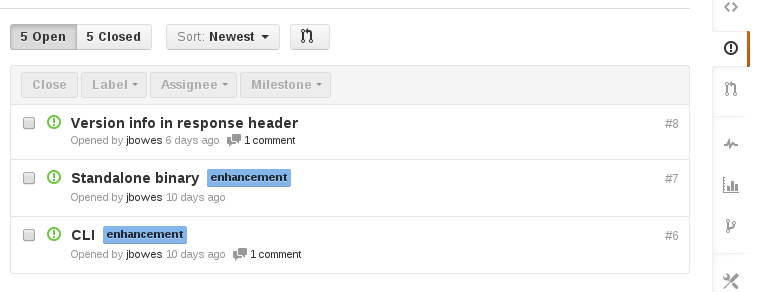 5 Open 5 Closed Sort: Newest
Close Label Assignee Milestone
Version info in response header #8
Opened by jbowes 6 days ago 1 comment
Standalone binary enhancement #7
Opened by jbowes 10 days ago
CLI enhancement #6
Opened by jbowes 10 days ago 1 comment